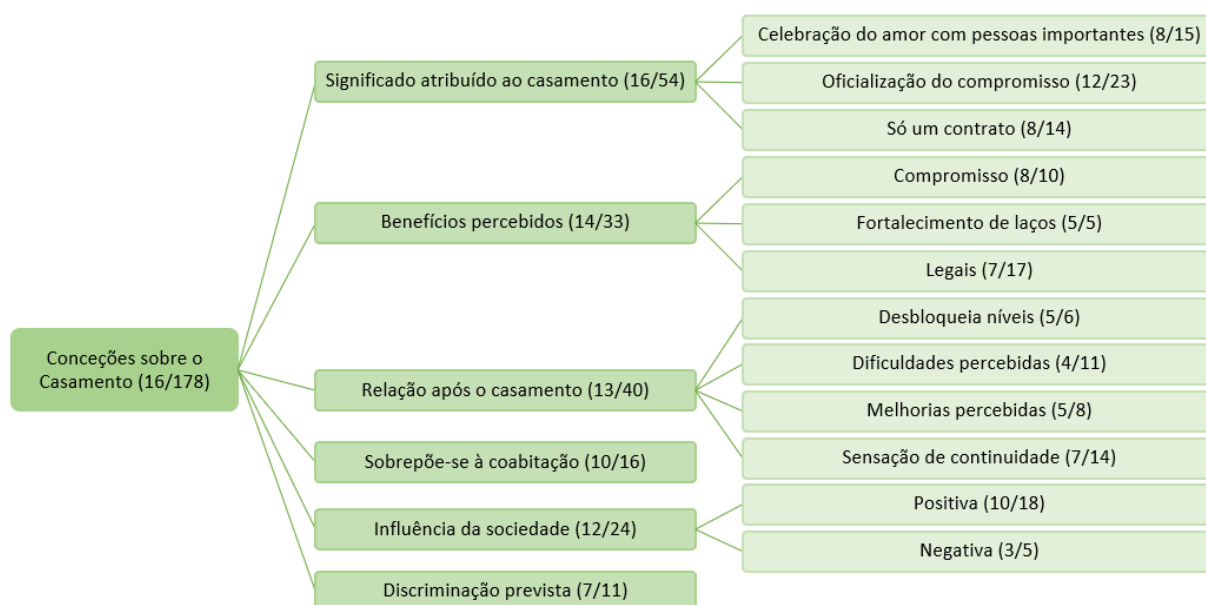 Conceções sobre o
Casamento (16/178)
Significado atribuído ao casamento (16/54)
Celebração do amor com pessoas importantes (8/15)
Oficialização do compromisso (12/23)
Só um contrato (8/14)
Benefícios percebidos (14/33)
Compromisso (8/10)
Fortalecimento de laços (5/5)
Legais (7/17)
Relação após o casamento (13/40)
Desbloqueia níveis (5/6)
Dificuldades percebidas (4/11)
Melhorias percebidas (5/8)
Sensação de continuidade (7/14)
Sobrepõe-se à coabitação (10/16)
Influência da sociedade (12/24)
Positiva (10/18)
Negativa (3/5)
Discriminação prevista (7/11)